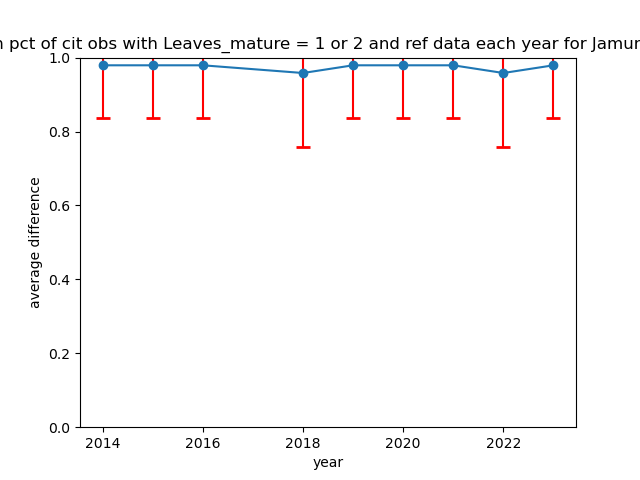 pct of cit obs with Leaves_mature = 1 or 2 and ref data each year for Jamur
1.0
0.8
0.6
0.4
0.2
0.0
average difference
2014 2016 2018 2020 2022
year